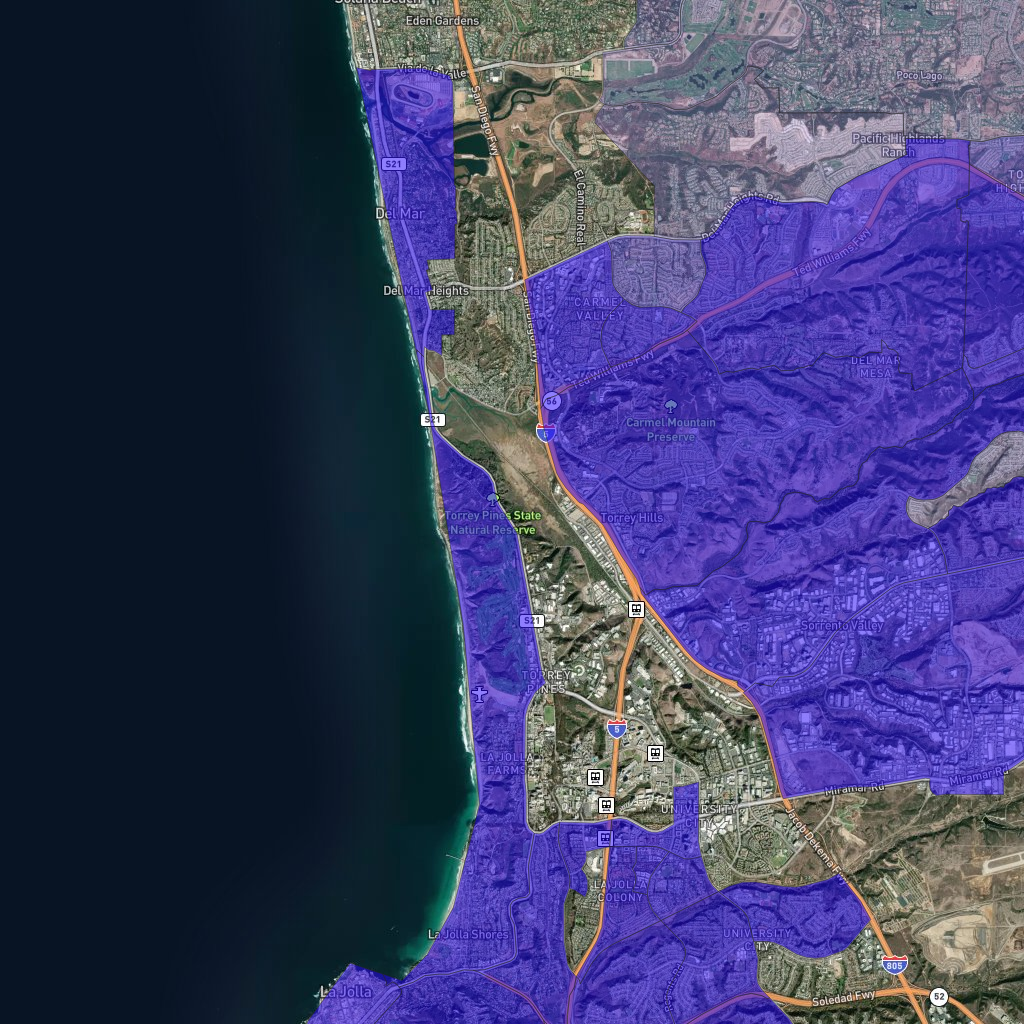 Solana Beach
Eden Gardens
Via de la Valle
Poco Lago
San Diego Fwy
Pacific Highlands
Ranch
S21
El Camino Real
Del Mar
Del Mar Heights Rd
Ted Williams Fwy
Del Mar Heights
San Diego Fwy
CARMEL
VALLEY
Ted Williams Fwy
DEL MAR
MESA
56
S21
Carmel Mountain
Preserve
5
Torrey Pines State
Natural Reserve
Torrey Hills
S21
Sorrento Valley
TORREY
PINES
5
LA JOLLA
FARMS
Miramar Rd
Miramar Rd
UNIVERSITY
CITY
Jacob Dekema Fwy
LA JOLLA
COLONY
La Jolla Shores
UNIVERSITY
CITY
805
La Jolla
Soledad Fwy
52